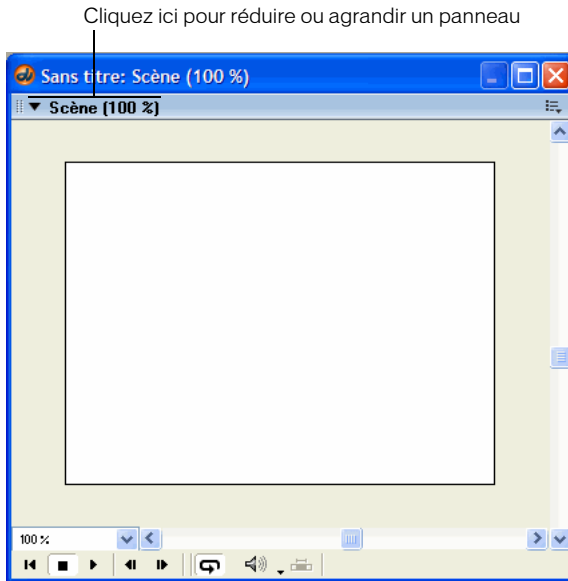 Cliquez ici pour réduire ou agrandir un panneau
Sans titre: Scène (100 %)
Scène (100 %)
100 %